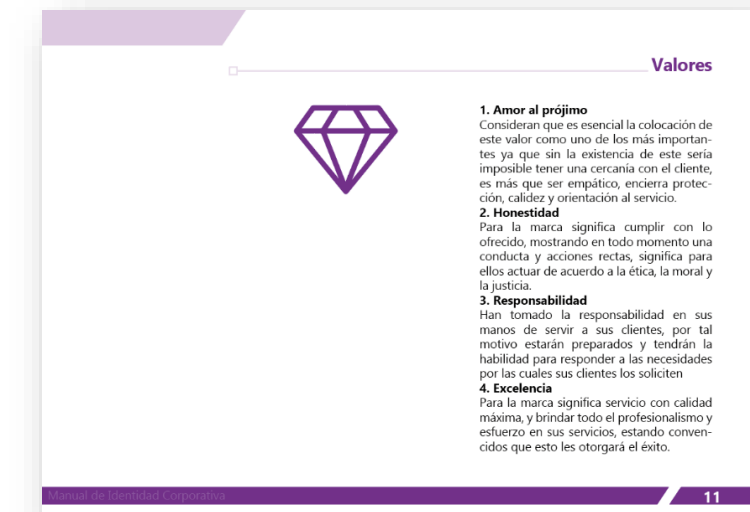 Valores
1. Amor al prójimo
Consideran que es esencial la colocación de
este valor como uno de los más importan-
tes ya que sin la existencia de este sería
imposible tener una cercanía con el cliente,
es más que ser empático, encierra protec-
ción, calidez y orientación al servicio.
2. Honestidad
Para la marca significa cumplir con lo
ofrecido, mostrando en todo momento una
conducta y acciones rectas, significa para
ellos actuar de acuerdo a la ética, la moral y
la justicia.
3. Responsabilidad
Han tomado la responsabilidad en sus
manos de servir a sus clientes, por tal
motivo estarán preparados y tendrán la
habilidad para responder a las necesidades
por las cuales sus clientes los soliciten
4. Excelencia
Para la marca significa servicio con calidad
máxima, y brindar todo el profesionalismo y
esfuerzo en sus servicios, estando conven-
cidos que esto les otorgará el éxito.
Manual de Identidad Corporativa
11